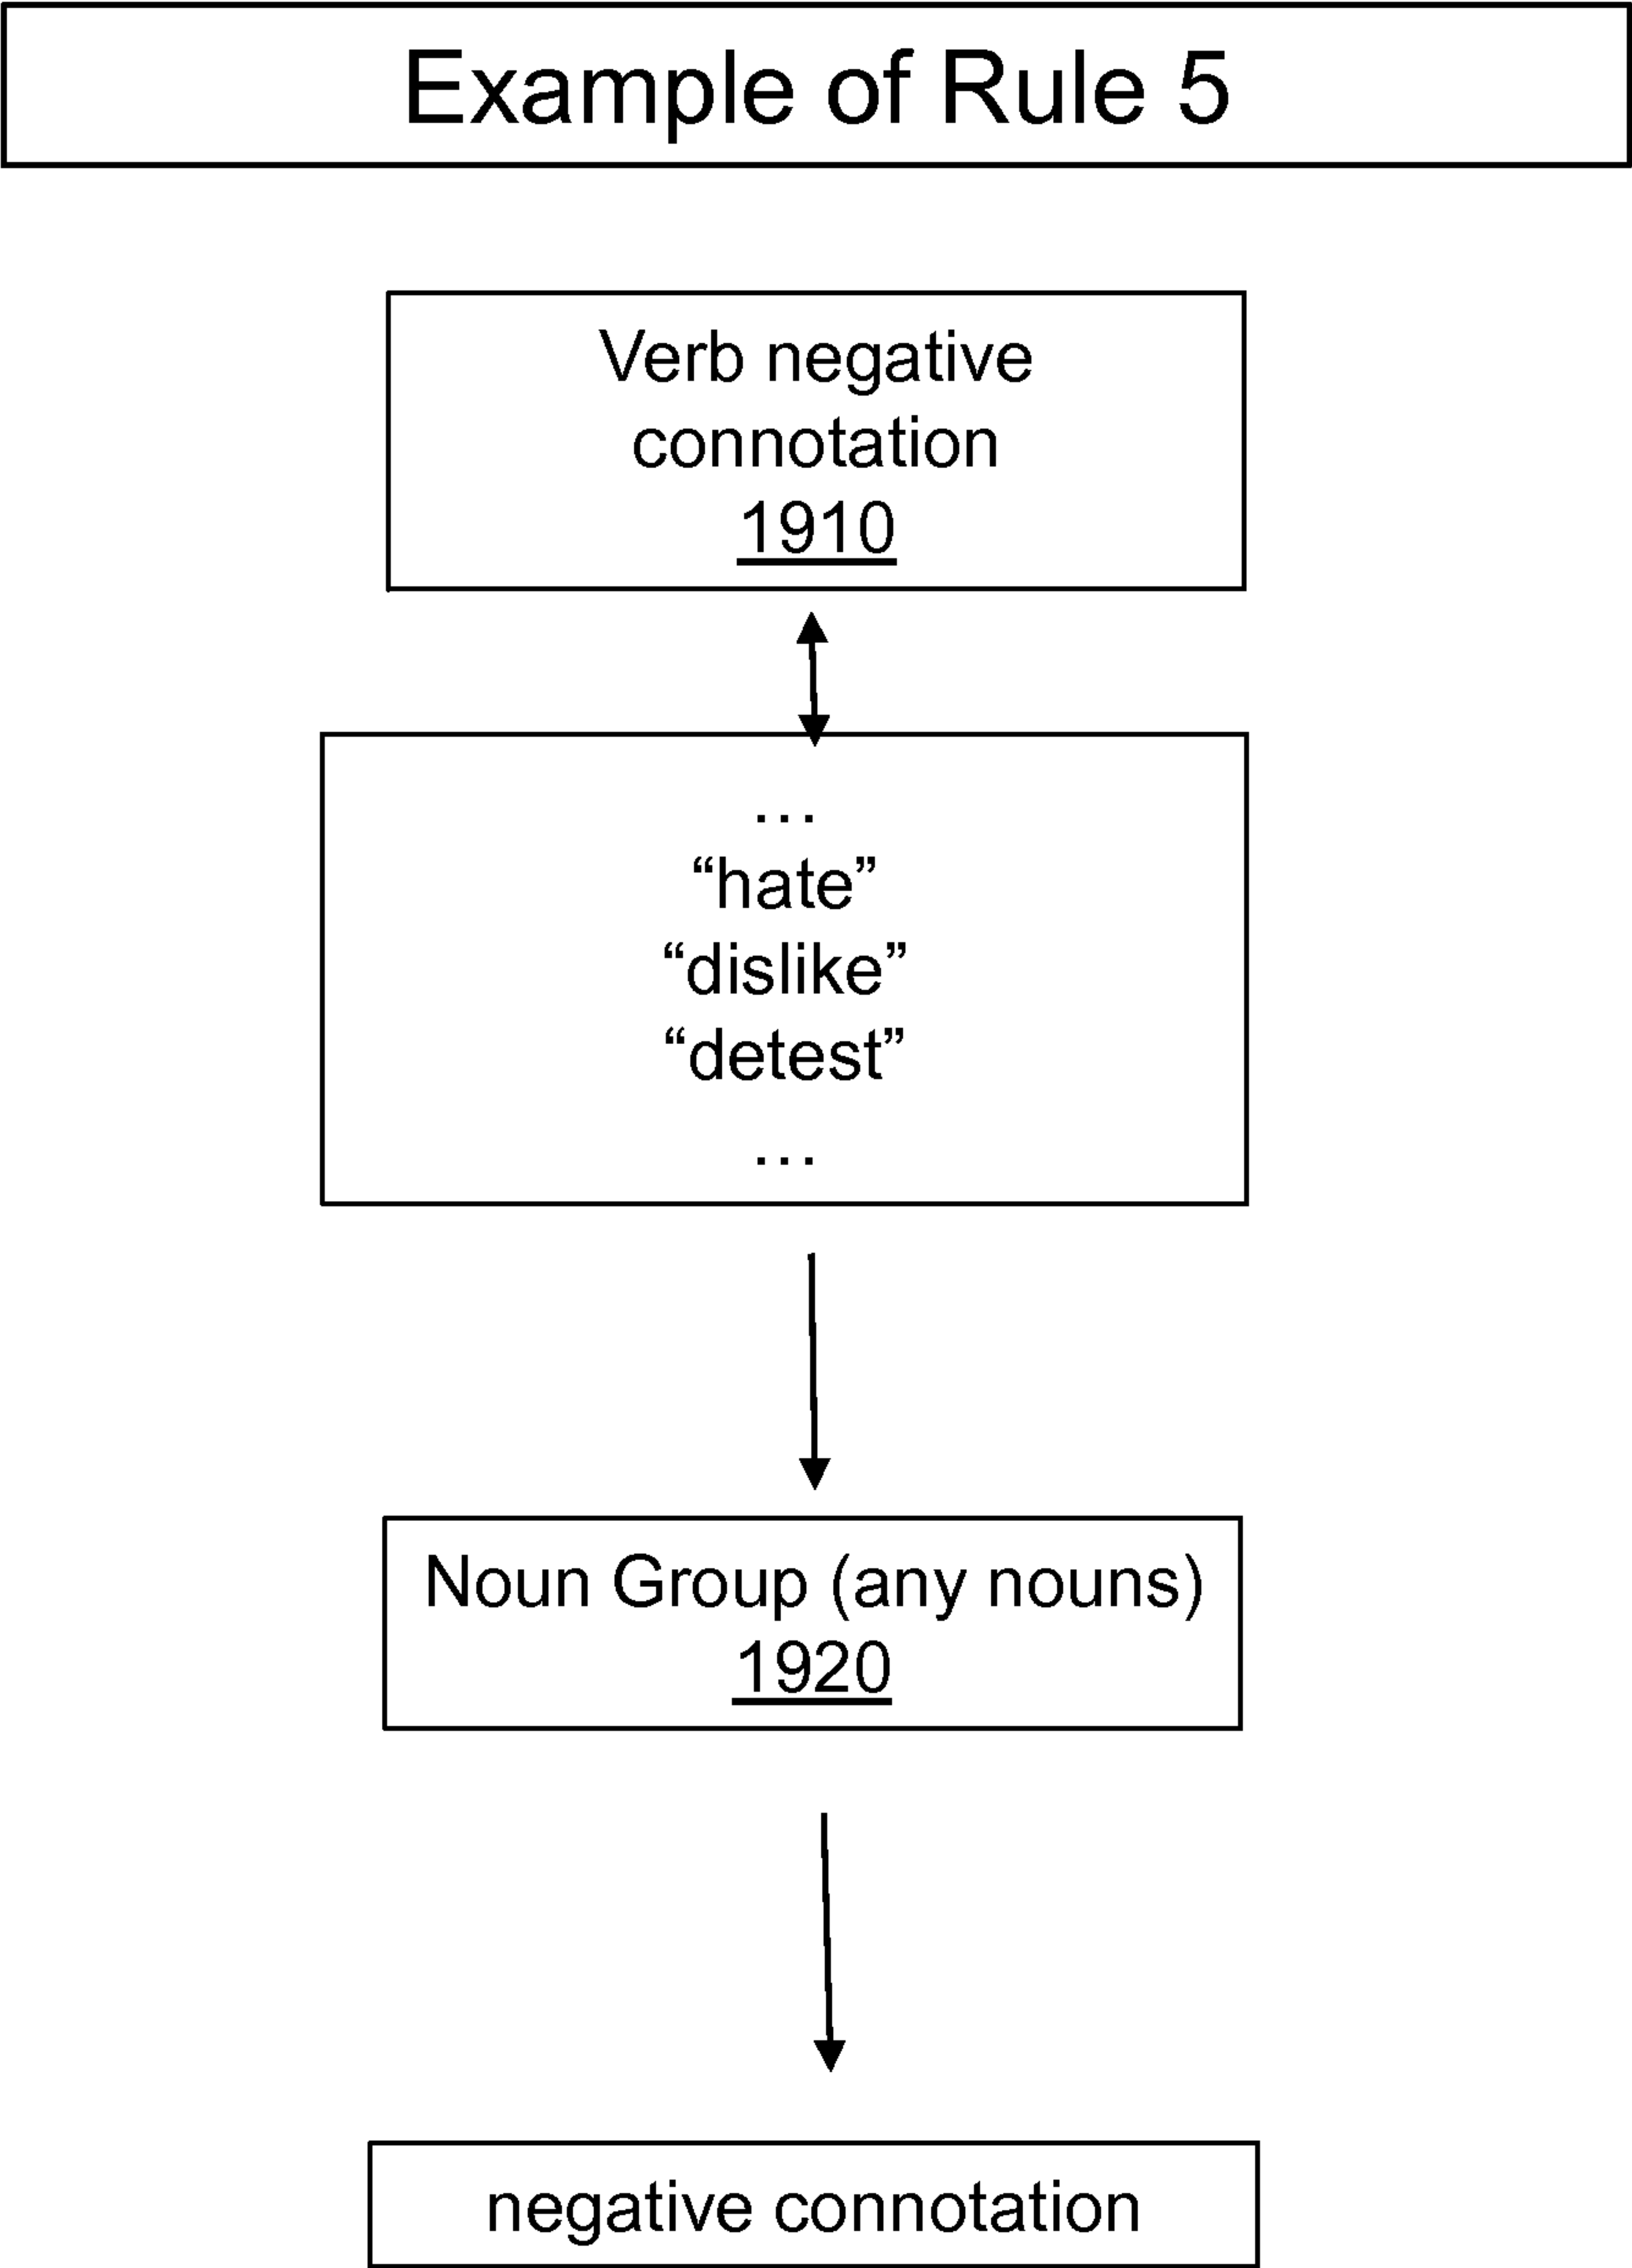 Example of Rule 5
Verb negative
connotation
1910
...
“hate”
“dislike”
“detest”
...
Noun Group (any nouns)
1920
negative connotation